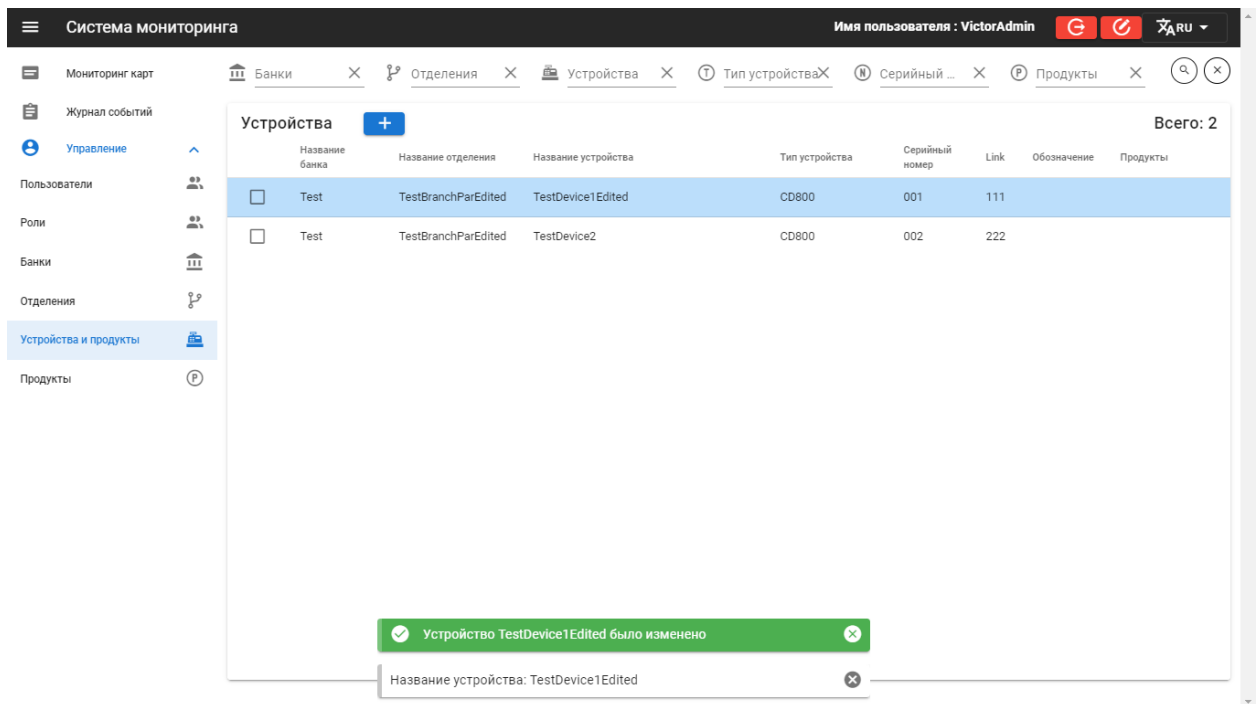 Система мониторинга
Имя пользователя : VictorAdmin
RU
Мониторинг карт
Журнал событий
Управление
Пользователи
Роли
Банки
Отделения
Устройства и продукты
Продукты
Банки
Отделения
Устройства
Тип устройства
Серийный ...
Продукты
Устройства
Всего: 2
Название банка Название отделения Название устройства Тип устройства Серийный номер Link Обозначение Продукты
Test TestBranchParEdited TestDevice1Edited CD800 001 111
Test TestBranchParEdited TestDevice2 CD800 002 222
Устройство TestDevice1Edited было изменено
Название устройства: TestDevice1Edited